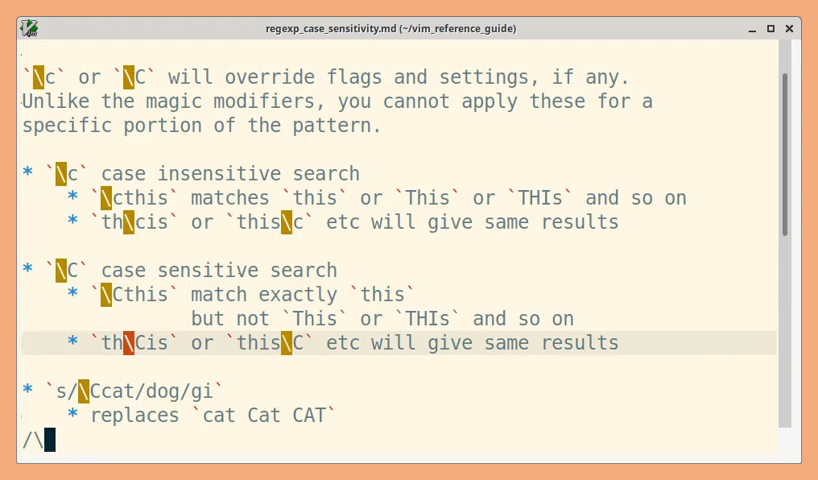 regexp_case_sensitivity.md (~/vim_reference_guide)
`\c` or `\C` will override flags and settings, if any.
Unlike the magic modifiers, you cannot apply these for a
specific portion of the pattern.
* `\c` case insensitive search
* `\cthis` matches `this` or `This` or `THIs` and so on
* `th\cis` or `this\c` etc will give same results
* `\C` case sensitive search
* `\Cthis` match exactly `this`
but not `This` or `THIs` and so on
* `th\Cis` or `this\C` etc will give same results
* `s/\Ccat/dog/gi`
* replaces `cat Cat CAT`
/\